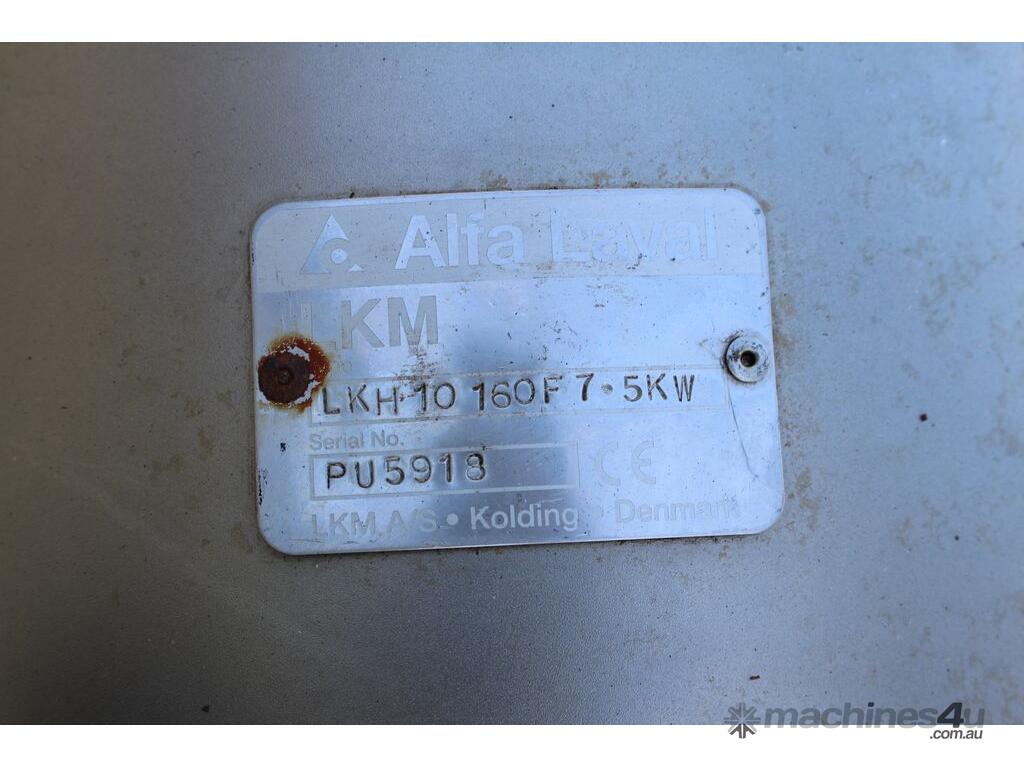 Alfa Laval
LKM
LKH-10 160F 7.5KW
Serial No.
PU5918
CE
LKM A/S. • Kolding • Denmark
machines4u
.com.au